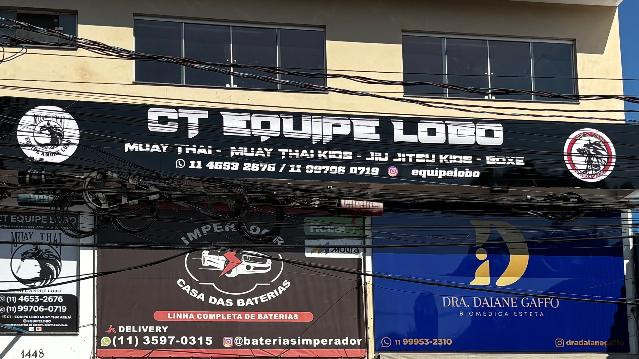 CT EQUIPE LOBO
MUAY THAI - MUAY THAI KIDS - JIU JITSU KIDS - BOXE
11 4653 2676 / 11 99706 0719 equipelobo
CT EQUIPE LOBO
MUAY THAI
(11) 4653-2676
(11) 99706-0719
1448
IMPERADOR
CASA DAS BATERIAS
LINHA COMPLETA DE BATERIAS
DELIVERY
(11) 3597-0315 @bateriasimperador
Moura
D
DRA. DAIANE GAFFO
BIOMÉDICA ESTETA
11 99953-2310 @dradaianegaffo